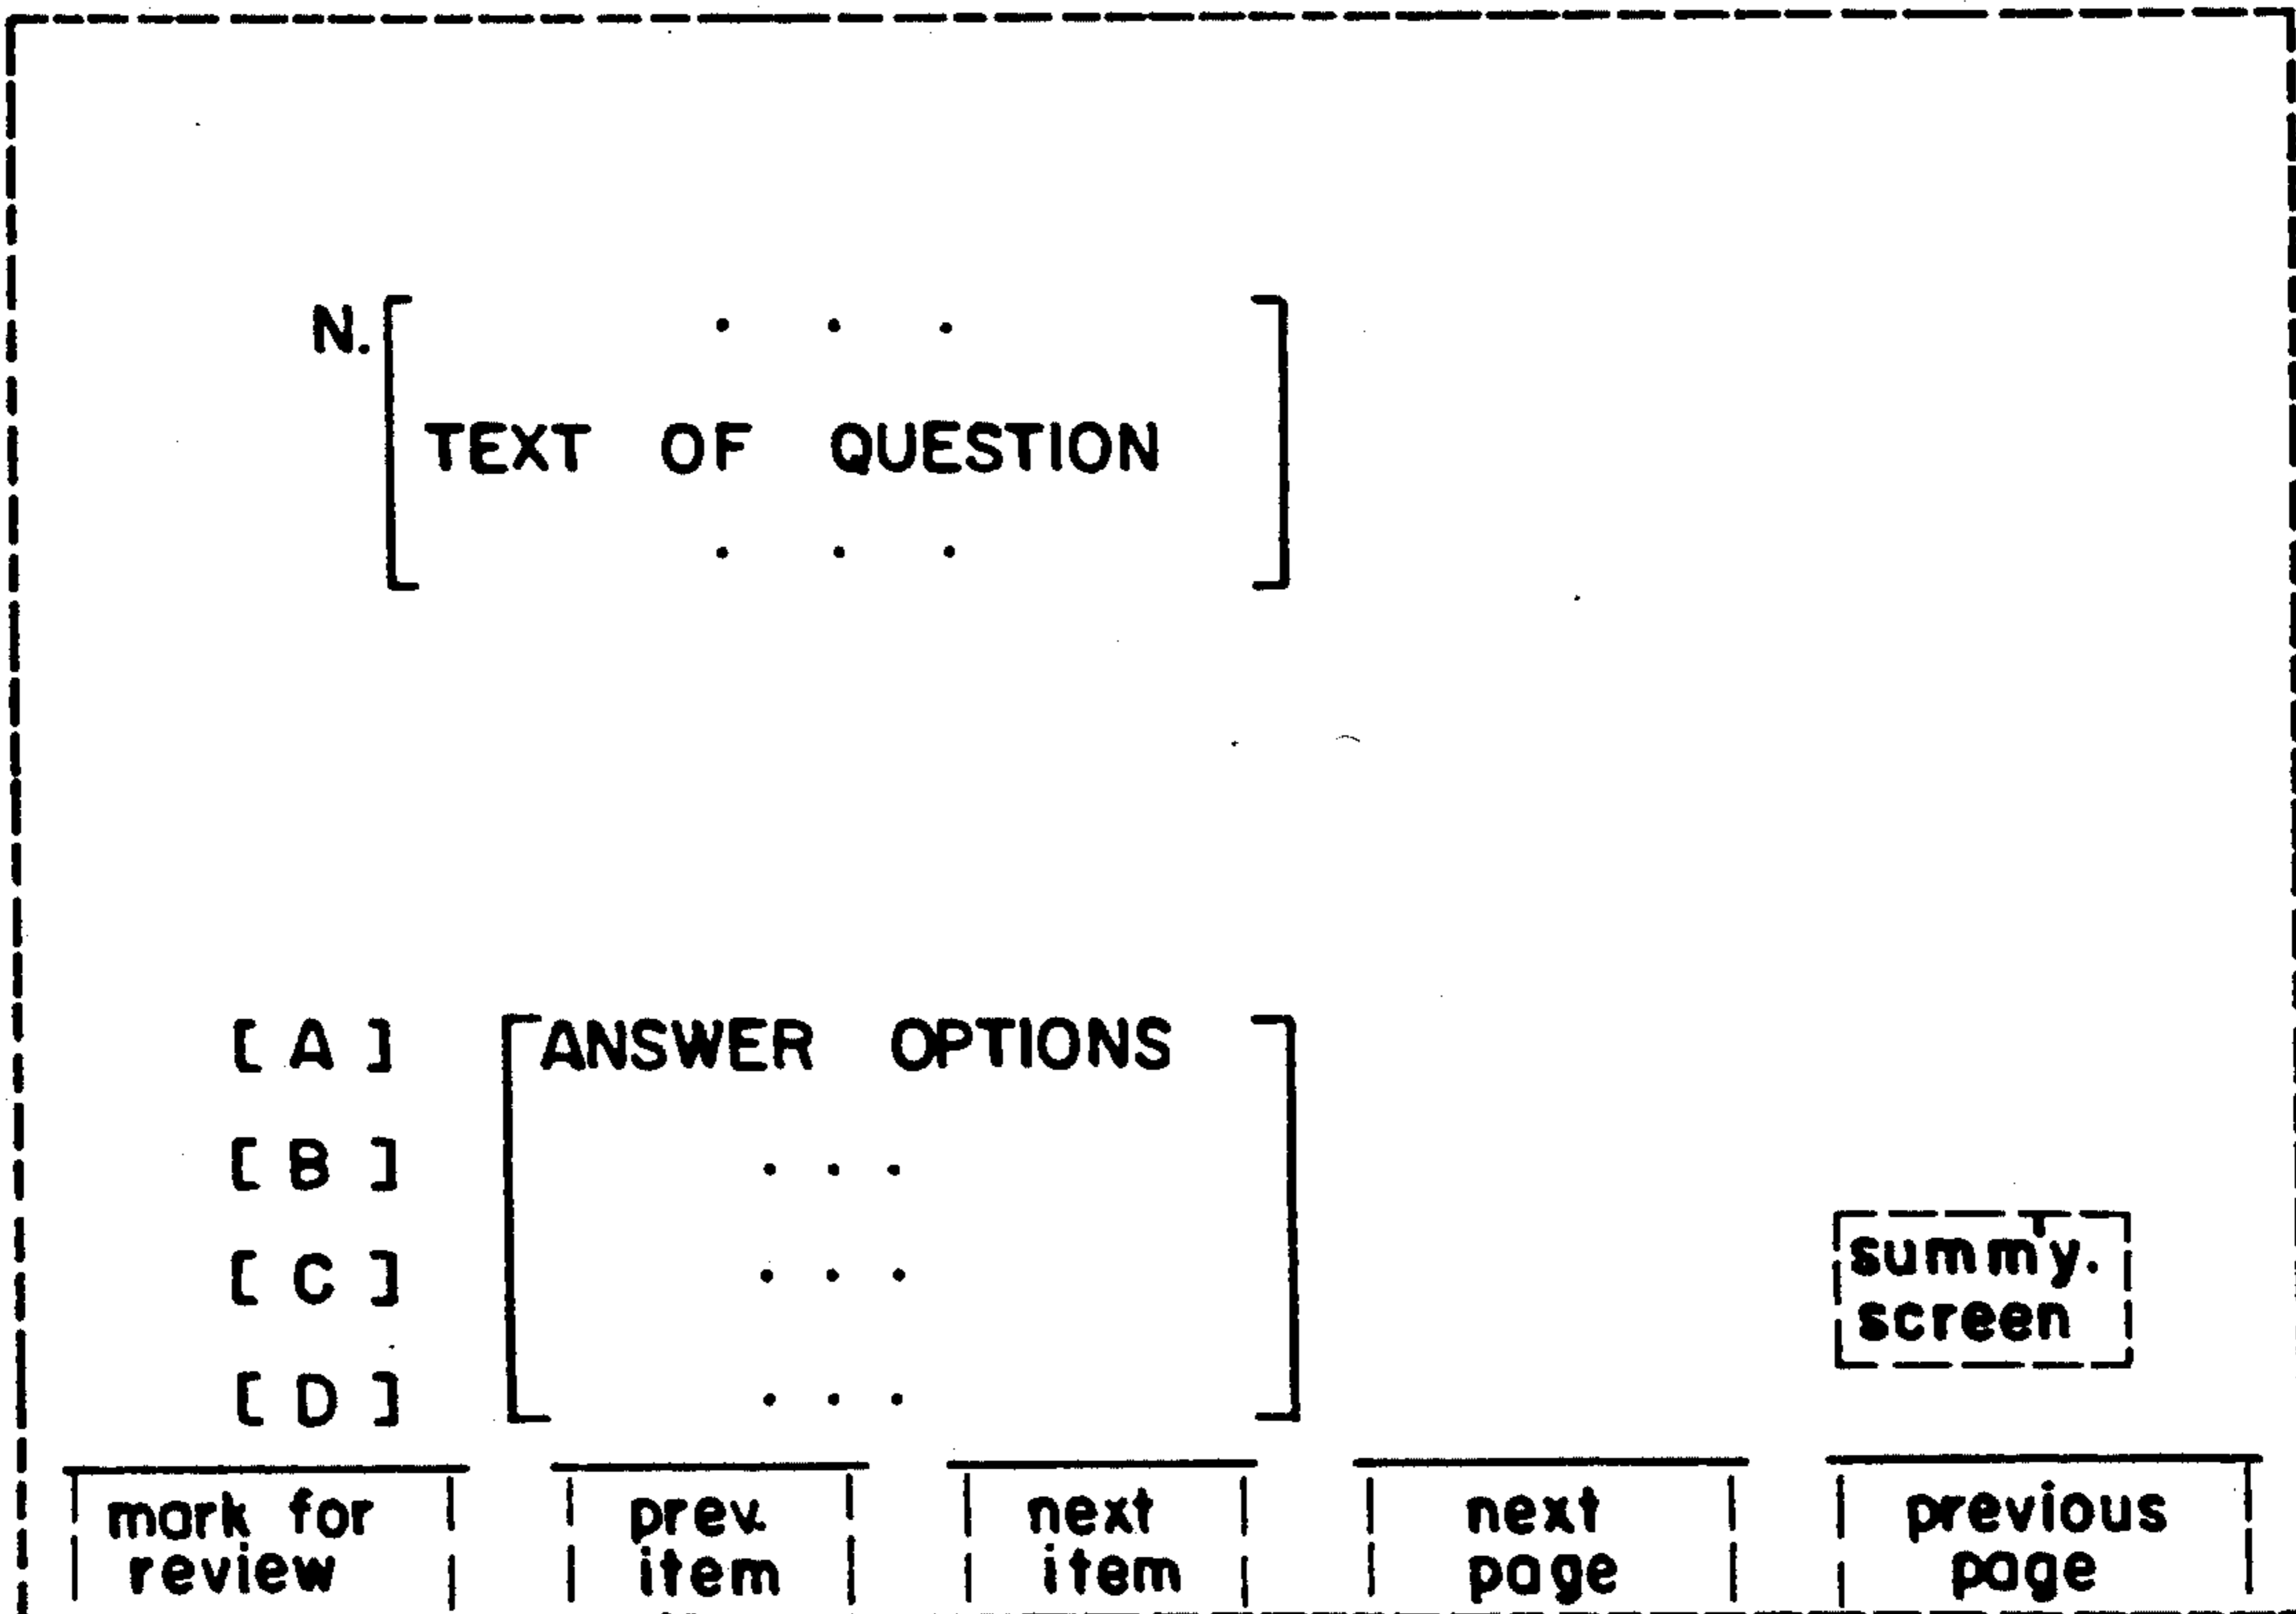 N. . . .
TEXT OF QUESTION
. . .
[ A ] ANSWER OPTIONS
[ B ] . . .
[ C ] . . .
[ D ] . . .
summy.
screen
mark for
review
prev.
item
next
item
next
page
previous
page